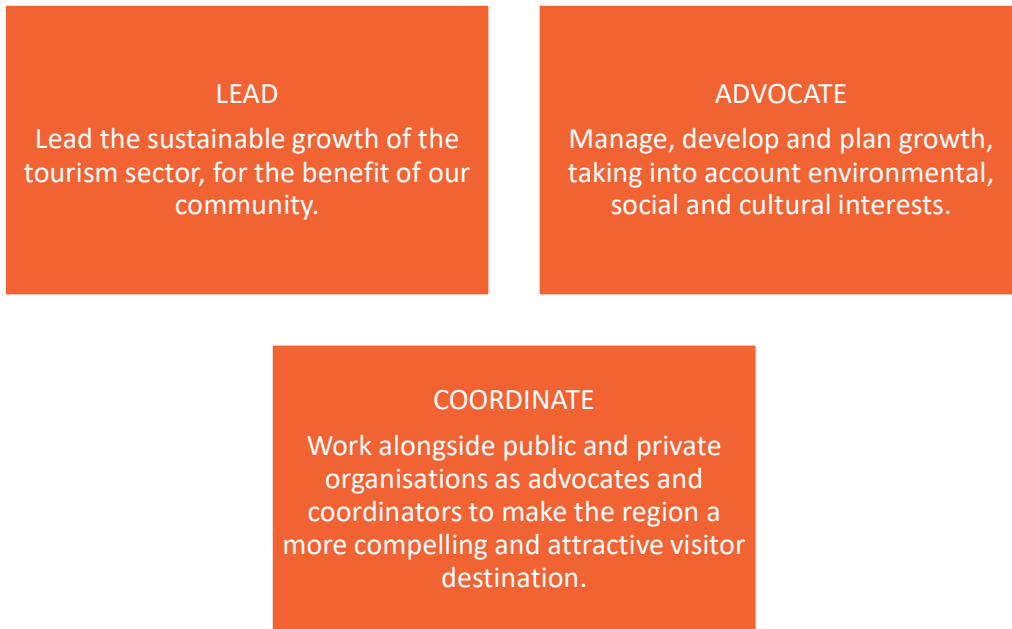 LEAD
Lead the sustainable growth of the
tourism sector, for the benefit of our
community.
ADVOCATE
Manage, develop and plan growth,
taking into account environmental,
social and cultural interests.
COORDINATE
Work alongside public and private
organisations as advocates and
coordinators to make the region a
more compelling and attractive visitor
destination.